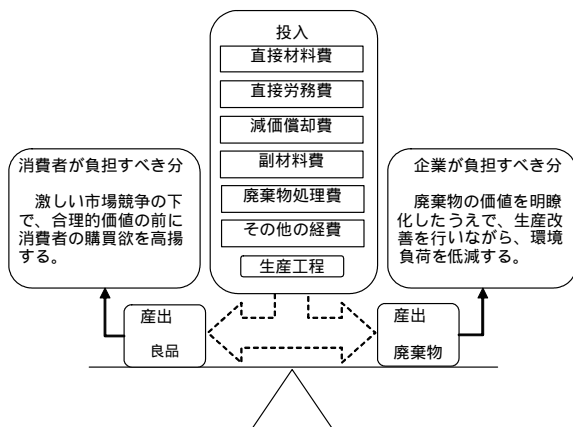 投入
直接材料費
直接労務費
減価償却費
副材料費
廃棄物処理費
その他の経費
生産工程
消費者が負担すべき分
激しい市場競争の下
で、合理的価値の前に
消費者の購買欲を高揚
する。
企業が負担すべき分
廃棄物の価値を明瞭
化したうえで、生産改
善を行いながら、環境
負荷を低減する。
産出
良品
産出
廃棄物